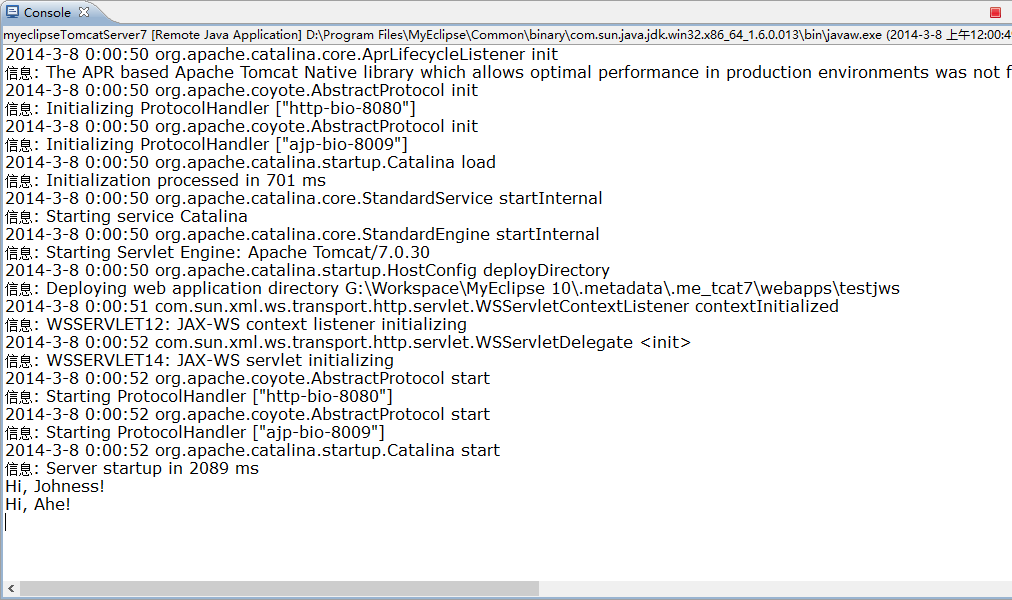 Console
myeclipseTomcatServer7 [Remote Java Application] D:\Program Files\MyEclipse\Common\binary\com.sun.java.jdk.win32.x86_64_1.6.0.013\bin\javaw.exe (2014-3-8 上午12:00:49
2014-3-8 0:00:50 org.apache.catalina.core.AprLifecycleListener init
信息: The APR based Apache Tomcat Native library which allows optimal performance in production environments was not f
2014-3-8 0:00:50 org.apache.coyote.AbstractProtocol init
信息: Initializing ProtocolHandler ["http-bio-8080"]
2014-3-8 0:00:50 org.apache.coyote.AbstractProtocol init
信息: Initializing ProtocolHandler ["ajp-bio-8009"]
2014-3-8 0:00:50 org.apache.catalina.startup.Catalina load
信息: Initialization processed in 701 ms
2014-3-8 0:00:50 org.apache.catalina.core.StandardService startInternal
信息: Starting service Catalina
2014-3-8 0:00:50 org.apache.catalina.core.StandardEngine startInternal
信息: Starting Servlet Engine: Apache Tomcat/7.0.30
2014-3-8 0:00:50 org.apache.catalina.startup.HostConfig deployDirectory
信息: Deploying web application directory G:\Workspace\MyEclipse 10\.metadata\.me_tcat7\webapps\testjws
2014-3-8 0:00:51 com.sun.xml.ws.transport.http.servlet.WSServletContextListener contextInitialized
信息: WSSERVLET12: JAX-WS context listener initializing
2014-3-8 0:00:52 com.sun.xml.ws.transport.http.servlet.WSServletDelegate <init>
信息: WSSERVLET14: JAX-WS servlet initializing
2014-3-8 0:00:52 org.apache.coyote.AbstractProtocol start
信息: Starting ProtocolHandler ["http-bio-8080"]
2014-3-8 0:00:52 org.apache.coyote.AbstractProtocol start
信息: Starting ProtocolHandler ["ajp-bio-8009"]
2014-3-8 0:00:52 org.apache.catalina.startup.Catalina start
信息: Server startup in 2089 ms
Hi, Johness!
Hi, Ahe!